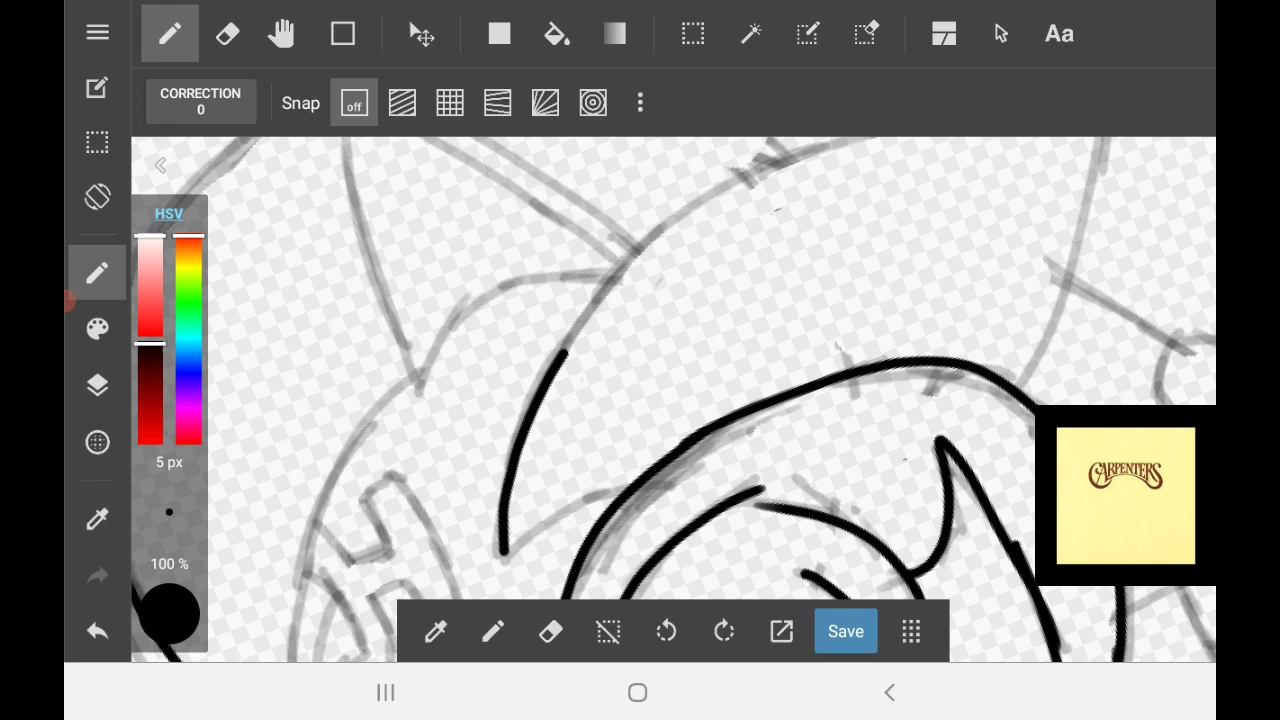 Aa
CORRECTION
0
Snap
off
HSV
5 px
100 %
CARPENTERS
Save